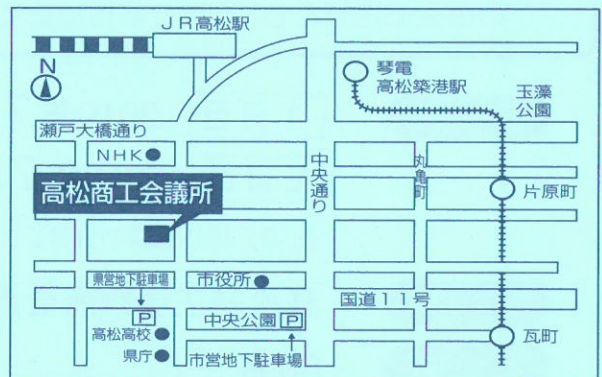 JR高松駅
N
琴電
高松築港駅
玉藻
公園
瀬戸大橋通り
NHK
中央通り
丸亀町
高松商工会議所
片原町
県営地下駐車場
市役所
国道11号
P
中央公園 P
高松高校
県庁
市営地下駐車場
瓦町